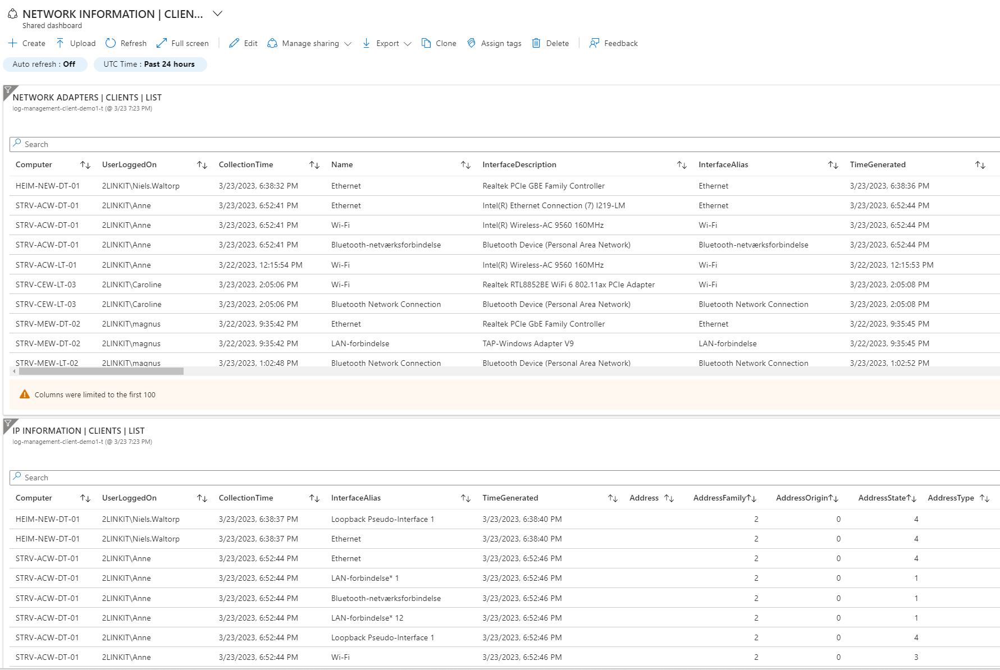 NETWORK INFORMATION | CLIEN...
Shared dashboard
Create Upload Refresh Full screen Edit Manage sharing Export Clone Assign tags Delete Feedback
Auto refresh : Off UTC Time : Past 24 hours
NETWORK ADAPTERS | CLIENTS | LIST
log-management-client-demo1-t (@ 3/23 7:23 PM)
Search
Computer UserLoggedOn CollectionTime Name InterfaceDescription InterfaceAlias TimeGenerated
HEIM-NEW-DT-01 2LINKIT\Niels.Waltorp 3/23/2023, 6:38:32 PM Ethernet Realtek PCIe GBE Family Controller Ethernet 3/23/2023, 6:38:36 PM
STRV-ACW-DT-01 2LINKIT\Anne 3/23/2023, 6:52:41 PM Ethernet Intel(R) Ethernet Connection (7) I219-LM Ethernet 3/23/2023, 6:52:44 PM
STRV-ACW-DT-01 2LINKIT\Anne 3/23/2023, 6:52:41 PM Wi-Fi Intel(R) Wireless-AC 9560 160MHz Wi-Fi 3/23/2023, 6:52:44 PM
STRV-ACW-DT-01 2LINKIT\Anne 3/23/2023, 6:52:41 PM Bluetooth-netværksforbindelse Bluetooth Device (Personal Area Network) Bluetooth-netværksforbindelse 3/23/2023, 6:52:44 PM
STRV-ACW-LT-01 2LINKIT\Anne 3/22/2023, 12:15:54 PM Wi-Fi Intel(R) Wireless-AC 9560 160MHz Wi-Fi 3/22/2023, 12:15:53 PM
STRV-CEW-LT-03 2LINKIT\Caroline 3/23/2023, 2:05:06 PM Wi-Fi Realtek RTL8852BE WiFi 6 802.11ax PCIe Adapter Wi-Fi 3/23/2023, 2:05:08 PM
STRV-CEW-LT-03 2LINKIT\Caroline 3/23/2023, 2:05:06 PM Bluetooth Network Connection Bluetooth Device (Personal Area Network) Bluetooth Network Connection 3/23/2023, 2:05:08 PM
STRV-MEW-DT-02 2LINKIT\magnus 3/22/2023, 9:35:42 PM Ethernet Realtek PCIe GbE Family Controller Ethernet 3/22/2023, 9:35:45 PM
STRV-MEW-DT-02 2LINKIT\magnus 3/22/2023, 9:35:42 PM LAN-forbindelse TAP-Windows Adapter V9 LAN-forbindelse 3/22/2023, 9:35:45 PM
STRV-MEW-LT-02 2LINKIT\magnus 3/23/2023, 1:02:48 PM Bluetooth Network Connection Bluetooth Device (Personal Area Network) Bluetooth Network Connection 3/23/2023, 1:02:52 PM
Columns were limited to the first 100
IP INFORMATION | CLIENTS | LIST
log-management-client-demo1-t (@ 3/23 7:23 PM)
Search
Computer UserLoggedOn CollectionTime InterfaceAlias TimeGenerated Address AddressFamily AddressOrigin AddressState AddressType
HEIM-NEW-DT-01 2LINKIT\Niels.Waltorp 3/23/2023, 6:38:37 PM Loopback Pseudo-Interface 1 3/23/2023, 6:38:40 PM 2 0 4
HEIM-NEW-DT-01 2LINKIT\Niels.Waltorp 3/23/2023, 6:38:37 PM Ethernet 3/23/2023, 6:38:40 PM 2 0 4
STRV-ACW-DT-01 2LINKIT\Anne 3/23/2023, 6:52:44 PM Ethernet 3/23/2023, 6:52:46 PM 2 0 4
STRV-ACW-DT-01 2LINKIT\Anne 3/23/2023, 6:52:44 PM LAN-forbindelse* 1 3/23/2023, 6:52:46 PM 2 0 1
STRV-ACW-DT-01 2LINKIT\Anne 3/23/2023, 6:52:44 PM Bluetooth-netværksforbindelse 3/23/2023, 6:52:46 PM 2 0 1
STRV-ACW-DT-01 2LINKIT\Anne 3/23/2023, 6:52:44 PM LAN-forbindelse* 12 3/23/2023, 6:52:46 PM 2 0 1
STRV-ACW-DT-01 2LINKIT\Anne 3/23/2023, 6:52:44 PM Loopback Pseudo-Interface 1 3/23/2023, 6:52:46 PM 2 0 4
STRV-ACW-DT-01 2LINKIT\Anne 3/23/2023, 6:52:44 PM Wi-Fi 3/23/2023, 6:52:46 PM 2 0 3